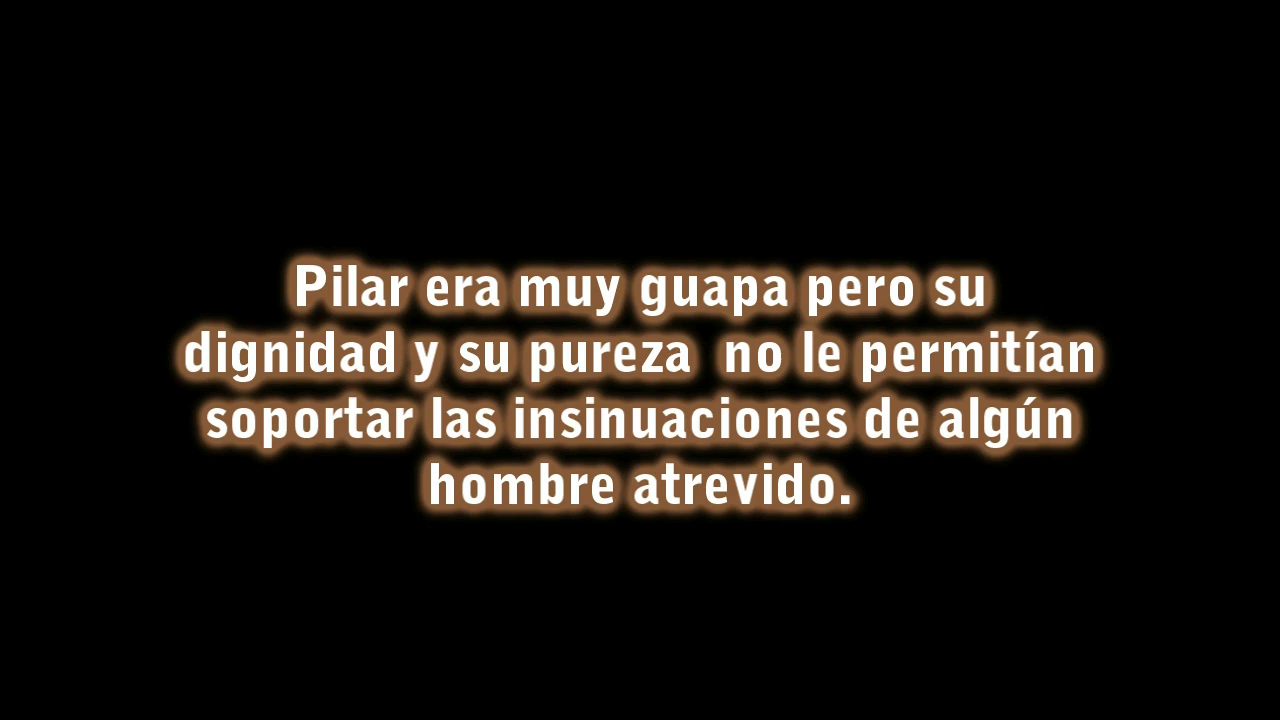 Pilar era muy guapa pero su
dignidad y su pureza  no le permitían
soportar las insinuaciones de algún
hombre atrevido.